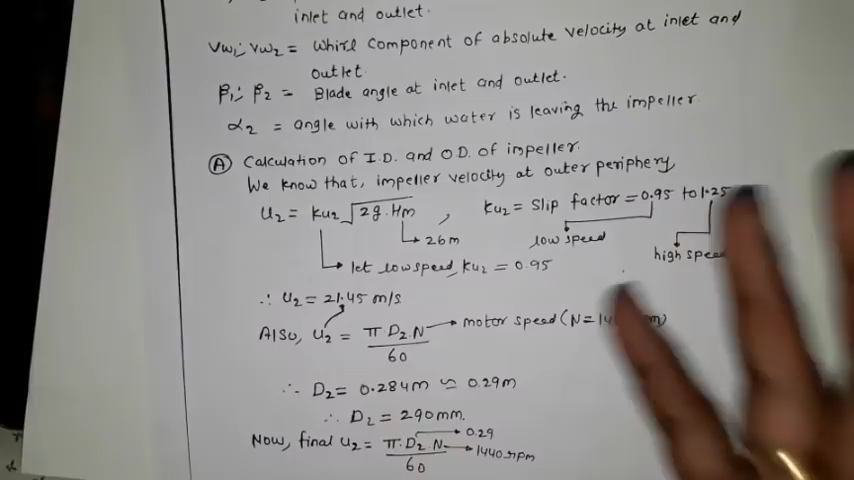 inlet and outlet.
Vw1; Vw2 = Whirl component of absolute velocity at inlet and
outlet.
β1; β2 = Blade angle at inlet and outlet.
α2 = angle with which water is leaving the impeller.
(A) Calculation of I.D. and O.D. of impeller.
We know that, impeller velocity at outer periphery,
U2 = Ku2 √2g.Hm , Ku2 = Slip factor = 0.95 to 1.25
26m low speed high speed
let low speed, Ku2 = 0.95
∴ U2 = 21.45 m/s
Also, U2 = π.D2.N / 60 → motor speed (N = 14
∴ D2 = 0.284m ≃ 0.29m
∴ D2 = 290mm.
Now, final U2 = π.D2.N / 60 → 0.29 → 1440 rpm